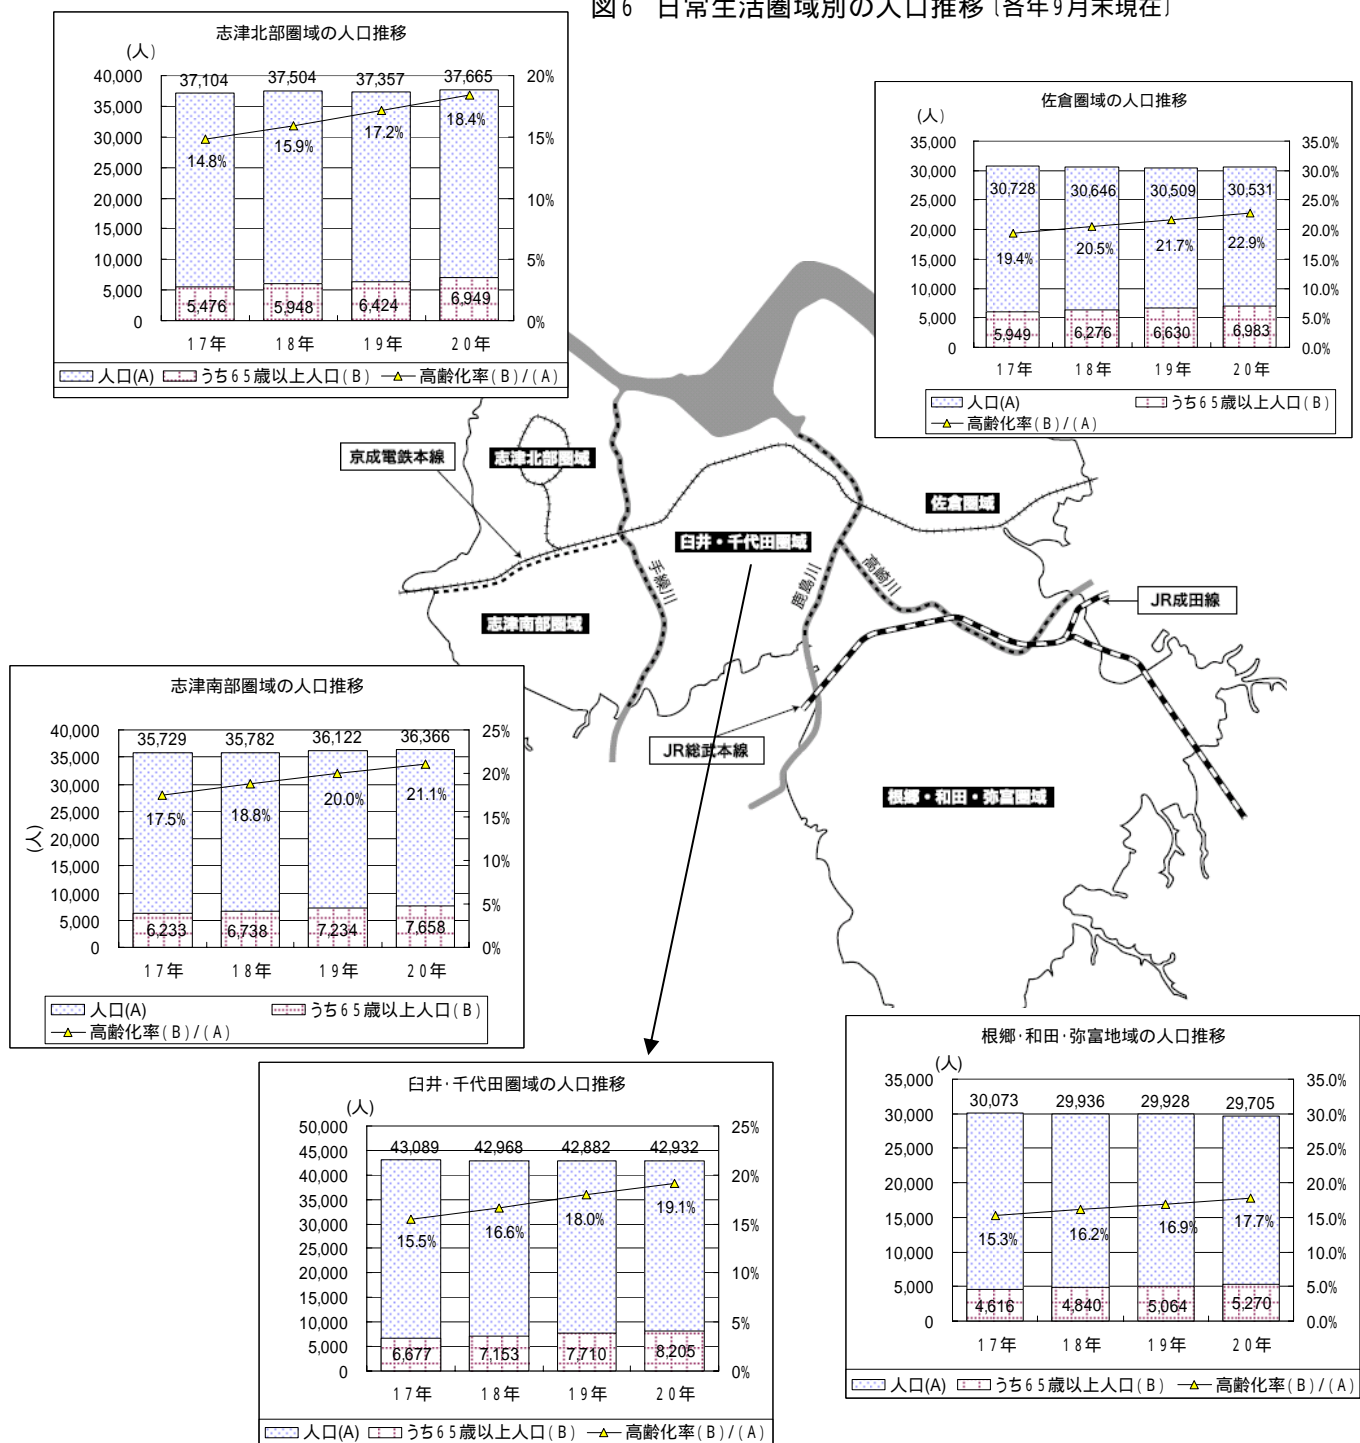 図6 日常生活圏域別の人口推移〔各年9月末現在〕
志津北部圏域の人口推移
(人)
40,000
35,000
30,000
25,000
20,000
15,000
10,000
5,000
0
37,104 37,504 37,357 37,665
14.8% 15.9% 17.2% 18.4%
5,476 5,948 6,424 6,949
20%
15%
10%
5%
0%
17年 18年 19年 20年
人口(A) うち65歳以上人口(B) 高齢化率(B)/(A)
佐倉圏域の人口推移
(人)
35,000
30,000
25,000
20,000
15,000
10,000
5,000
0
30,728 30,646 30,509 30,531
19.4% 20.5% 21.7% 22.9%
5,949 6,276 6,630 6,983
35.0%
30.0%
25.0%
20.0%
15.0%
10.0%
5.0%
0.0%
17年 18年 19年 20年
人口(A) うち65歳以上人口(B)
高齢化率(B)/(A)
京成電鉄本線
志津北部圏域
佐倉圏域
臼井・千代田圏域
手繰川
鹿島川
高崎川
JR成田線
志津南部圏域
JR総武本線
根郷・和田・弥富圏域
志津南部圏域の人口推移
(人)
40,000
35,000
30,000
25,000
20,000
15,000
10,000
5,000
0
35,729 35,782 36,122 36,366
17.5% 18.8% 20.0% 21.1%
6,233 6,738 7,234 7,658
25%
20%
15%
10%
5%
0%
17年 18年 19年 20年
人口(A) うち65歳以上人口(B)
高齢化率(B)/(A)
臼井・千代田圏域の人口推移
(人)
50,000
45,000
40,000
35,000
30,000
25,000
20,000
15,000
10,000
5,000
0
43,089 42,968 42,882 42,932
15.5% 16.6% 18.0% 19.1%
6,677 7,153 7,710 8,205
25%
20%
15%
10%
5%
0%
17年 18年 19年 20年
人口(A) うち65歳以上人口(B) 高齢化率(B)/(A)
根郷・和田・弥富地域の人口推移
(人)
35,000
30,000
25,000
20,000
15,000
10,000
5,000
0
30,073 29,936 29,928 29,705
15.3% 16.2% 16.9% 17.7%
4,616 4,840 5,064 5,270
35.0%
30.0%
25.0%
20.0%
15.0%
10.0%
5.0%
0.0%
17年 18年 19年 20年
人口(A) うち65歳以上人口(B) 高齢化率(B)/(A)